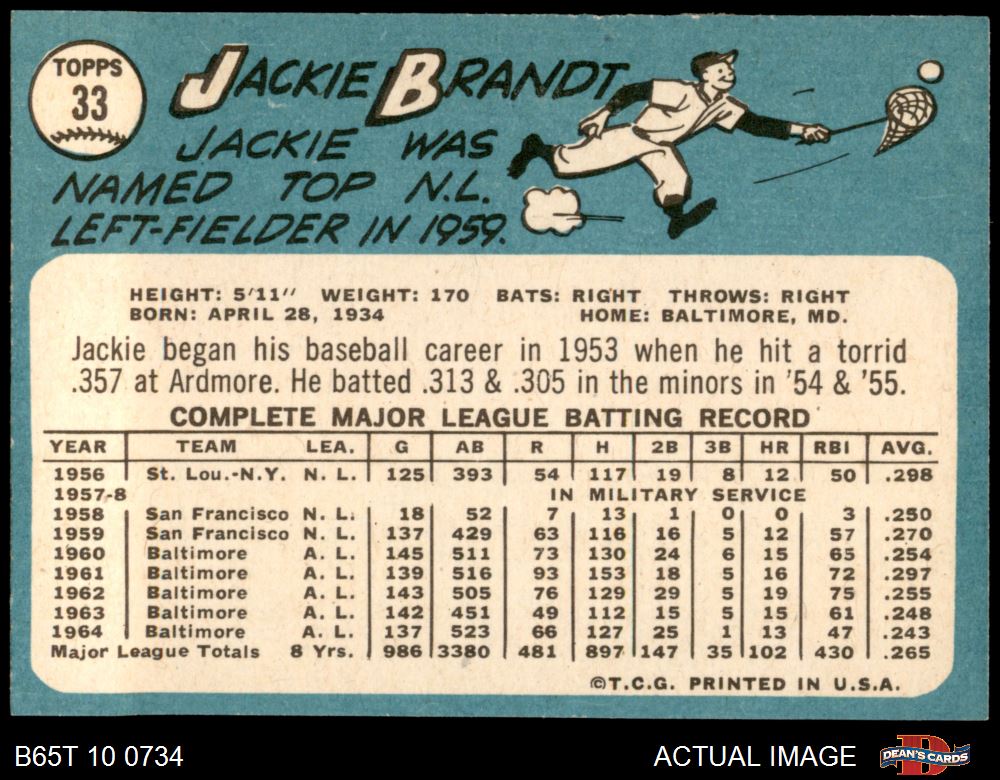 TOPPS
33
JACKIE BRANDT
JACKIE WAS
NAMED TOP N.L.
LEFT-FIELDER IN 1959.
HEIGHT: 5'11" WEIGHT: 170 BATS: RIGHT THROWS: RIGHT
BORN: APRIL 28, 1934 HOME: BALTIMORE, MD.
Jackie began his baseball career in 1953 when he hit a torrid
.357 at Ardmore. He batted .313 & .305 in the minors in '54 & '55.
COMPLETE MAJOR LEAGUE BATTING RECORD
YEAR TEAM LEA. G AB R H 2B 3B HR RBI AVG.
1956 St. Lou.-N.Y. N. L. 125 393 54 117 19 8 12 50 .298
1957-8 IN MILITARY SERVICE
1958 San Francisco N. L. 18 52 7 13 1 0 0 3 .250
1959 San Francisco N. L. 137 429 63 116 16 5 12 57 .270
1960 Baltimore A. L. 145 511 73 130 24 6 15 65 .254
1961 Baltimore A. L. 139 516 93 153 18 5 16 72 .297
1962 Baltimore A. L. 143 505 76 129 29 5 19 75 .255
1963 Baltimore A. L. 142 451 49 112 15 5 15 61 .248
1964 Baltimore A. L. 137 523 66 127 25 1 13 47 .243
Major League Totals 8 Yrs. 986 3380 481 897 147 35 102 430 .265
©T.C.G. PRINTED IN U.S.A.
B65T 10 0734 ACTUAL IMAGE DEAN'S CARDS